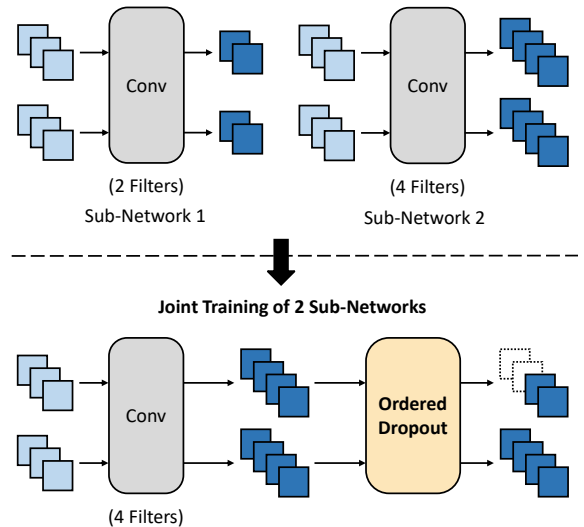 Conv
Conv
(2 Filters)
(4 Filters)
Sub-Network 1
Sub-Network 2
Joint Training of 2 Sub-Networks
Conv
Ordered
Dropout
(4 Filters)